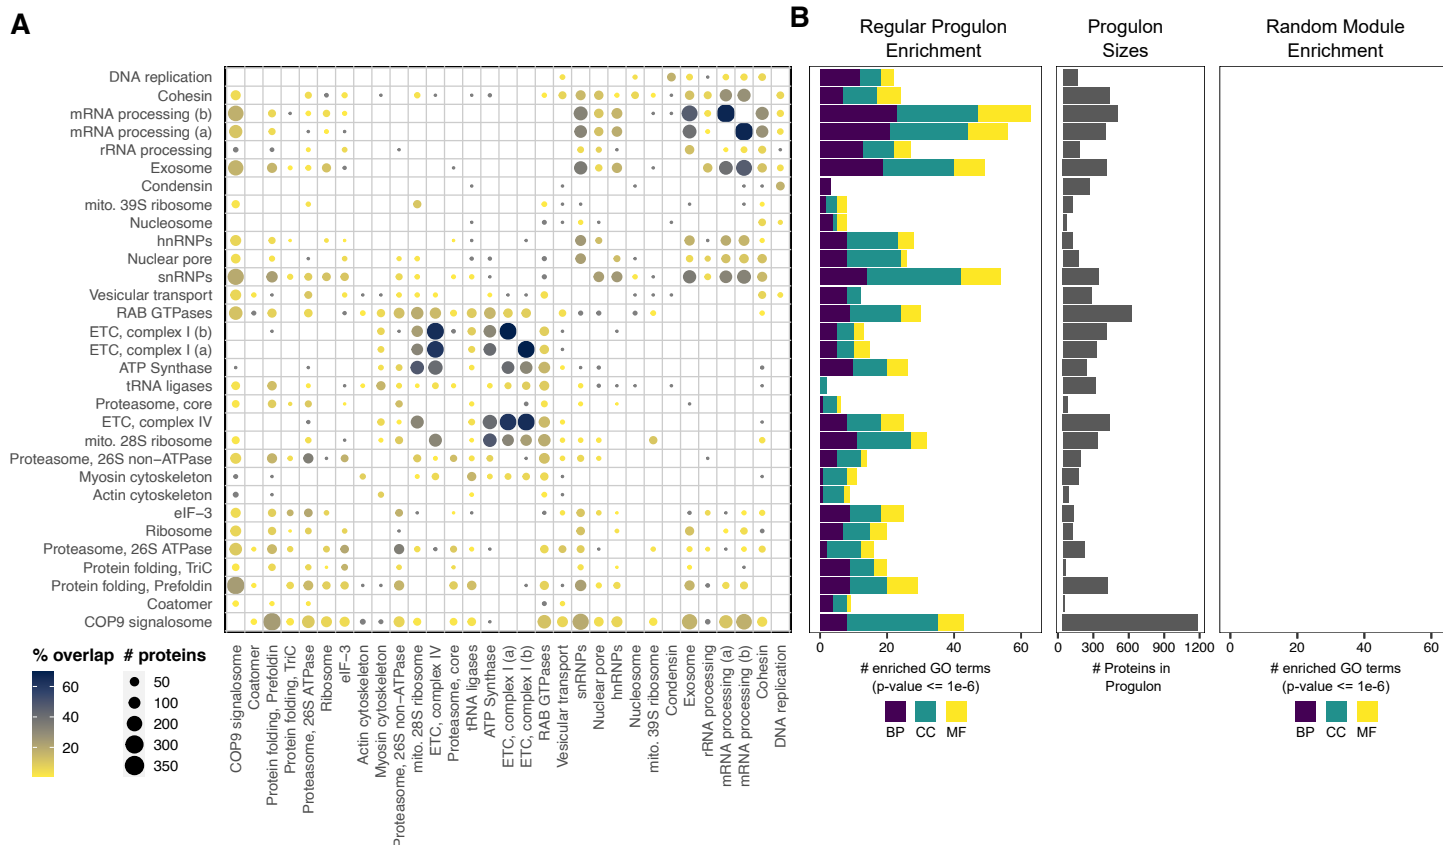 A
B
Regular Progulon
Enrichment
Progulon
Sizes
Random Module
Enrichment
DNA replication
Cohesin
mRNA processing (b)
mRNA processing (a)
rRNA processing
Exosome
Condensin
mito. 39S ribosome
Nucleosome
hnRNPs
Nuclear pore
snRNPs
Vesicular transport
RAB GTPases
ETC, complex I (b)
ETC, complex I (a)
ATP Synthase
tRNA ligases
Proteasome, core
ETC, complex IV
mito. 28S ribosome
Proteasome, 26S non−ATPase
Myosin cytoskeleton
Actin cytoskeleton
eIF−3
Ribosome
Proteasome, 26S ATPase
Protein folding, TriC
Protein folding, Prefoldin
Coatomer
COP9 signalosome
COP9 signalosome
Coatomer
Protein folding, Prefoldin
Protein folding, TriC
Proteasome, 26S ATPase
Ribosome
eIF−3
Actin cytoskeleton
Myosin cytoskeleton
Proteasome, 26S non−ATPase
mito. 28S ribosome
ETC, complex IV
Proteasome, core
tRNA ligases
ATP Synthase
ETC, complex I (a)
ETC, complex I (b)
RAB GTPases
Vesicular transport
snRNPs
Nuclear pore
hnRNPs
Nucleosome
Condensin
mito. 39S ribosome
Exosome
rRNA processing
mRNA processing (a)
mRNA processing (b)
Cohesin
DNA replication
% overlap
60
40
20
# proteins
50
100
200
300
350
0 20 40 60
# enriched GO terms
(p-value <= 1e-6)
BP CC MF
0 300 600 900 1200
# Proteins in
Progulon
0 20 40 60
# enriched GO terms
(p-value <= 1e-6)
BP CC MF